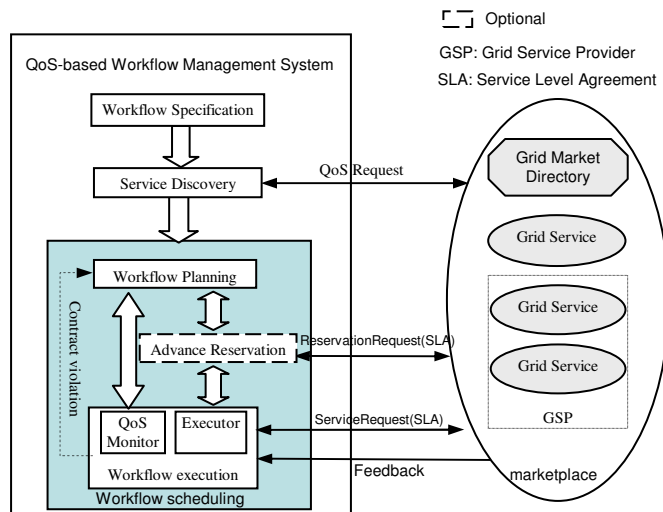 Optional
GSP: Grid Service Provider
SLA: Service Level Agreement
QoS-based Workflow Management System
Workflow Specification
Service Discovery
QoS Request
Grid Market
Directory
Grid Service
Workflow Planning
Grid Service
Contract violation
Advance Reservation
ReservationRequest(SLA)
Grid Service
QoS
Monitor
Executor
ServiceRequest(SLA)
GSP
Workflow execution
Feedback
marketplace
Workflow scheduling